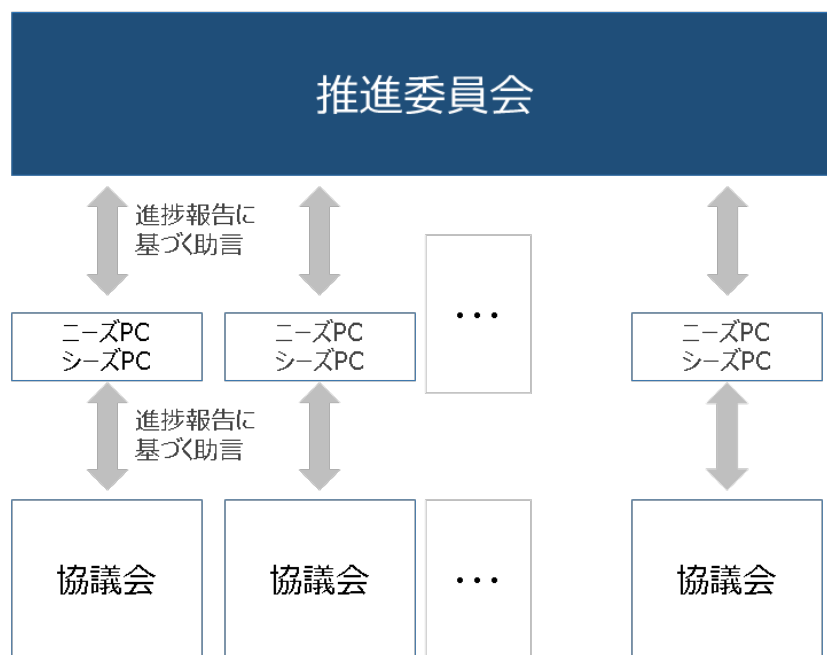 推進委員会
進捗報告に
基づく助言
ニーズPC
シーズPC
ニーズPC
シーズPC
・・・
ニーズPC
シーズPC
進捗報告に
基づく助言
協議会
協議会
・・・
協議会